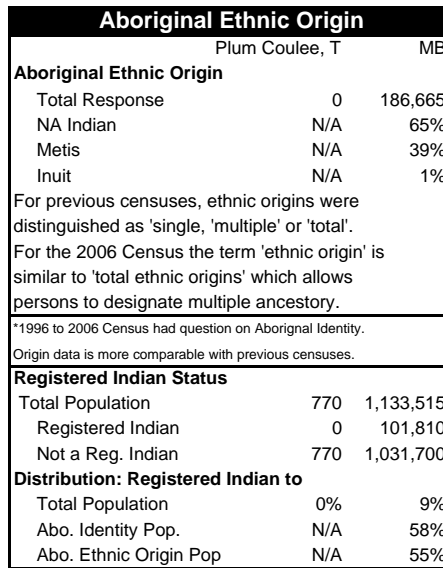 Aboriginal Ethnic Origin
Plum Coulee, T MB
Aboriginal Ethnic Origin
Total Response 0 186,665
NA Indian N/A 65%
Metis N/A 39%
Inuit N/A 1%
For previous censuses, ethnic origins were
distinguished as 'single, 'multiple' or 'total'.
For the 2006 Census the term 'ethnic origin' is
similar to 'total ethnic origins' which allows
persons to designate multiple ancestory.
*1996 to 2006 Census had question on Aborignal Identity.
Origin data is more comparable with previous censuses.
Registered Indian Status
Total Population 770 1,133,515
Registered Indian 0 101,810
Not a Reg. Indian 770 1,031,700
Distribution: Registered Indian to
Total Population 0% 9%
Abo. Identity Pop. N/A 58%
Abo. Ethnic Origin Pop N/A 55%